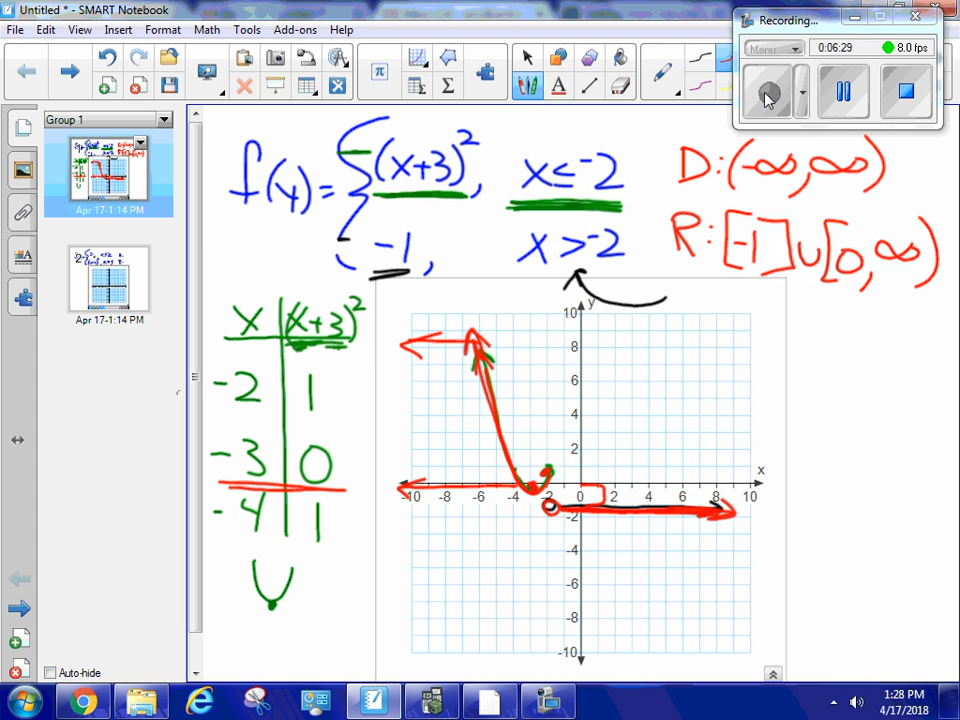 Untitled * - SMART Notebook
Recording...
File Edit View Insert Format Math Tools Add-ons Help
Menu 0:06:29 8.0 fps
Group 1
Apr 17-1:14 PM
Apr 17-1:14 PM
Auto-hide
f(x)={ (x+3)², x≤-2
-1, x>-2
D:(-∞,∞)
R:[-1]∪[0,∞)
x (x+3)²
-2 1
-3 0
-4 1
y
x
10
8
6
4
2
-10 -8 -6 -4 -2 0 2 4 6 8 10
-2
-4
-6
-8
-10
1:28 PM
4/17/2018